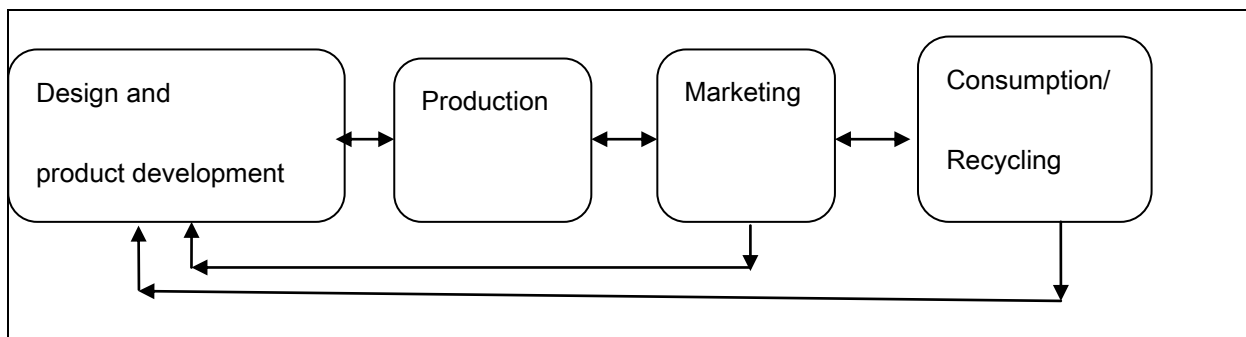 Design and
product development
Production
Marketing
Consumption/
Recycling